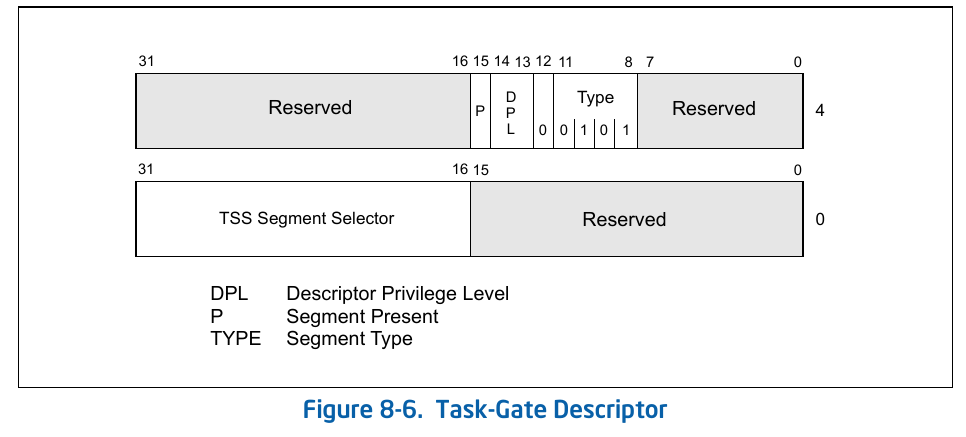 31 16 15 14 13 12 11 8 7 0
Reserved P DPL 0 Type 0 1 0 1 Reserved 4
31 16 15 0
TSS Segment Selector Reserved 0
DPL Descriptor Privilege Level
P Segment Present
TYPE Segment Type
Figure 8-6. Task-Gate Descriptor